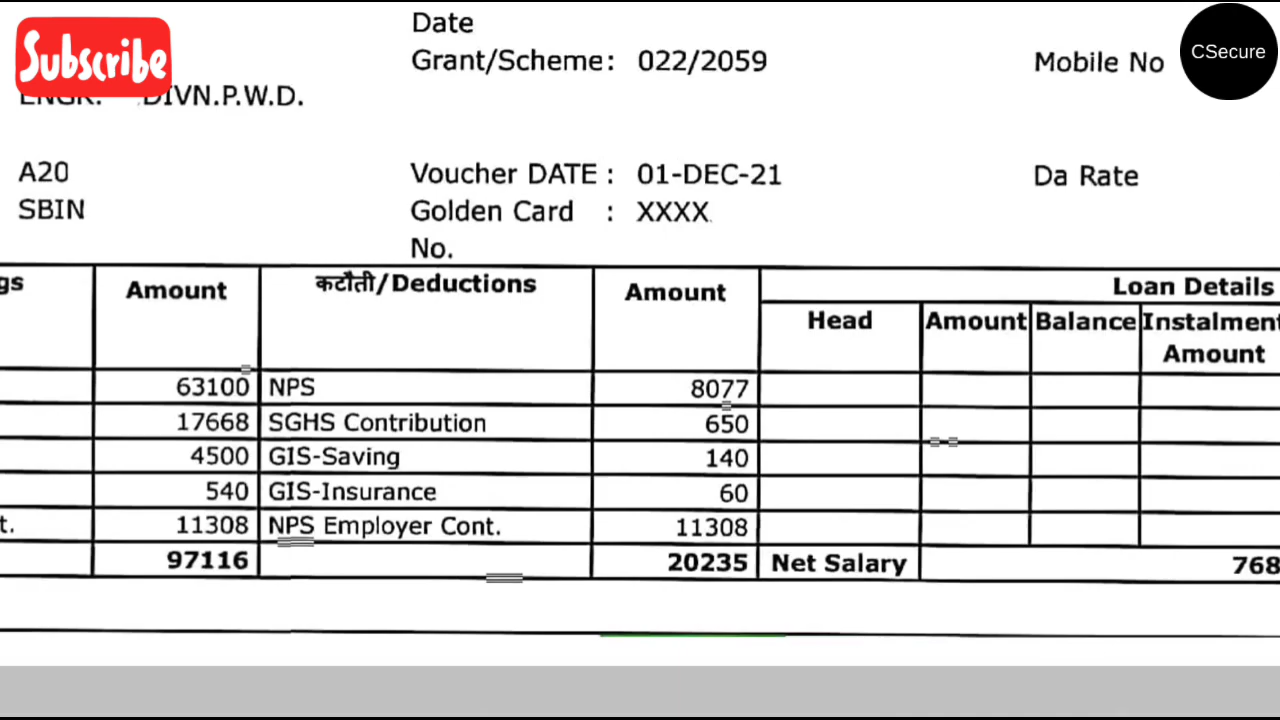 Subscribe
CSecure
Date
Grant/Scheme: 022/2059 Mobile No
DIVN.P.W.D.
A20 Voucher DATE : 01-DEC-21 Da Rate
SBIN Golden Card : XXXX
No.
gs Amount कटौती/Deductions Amount Loan Details
Head Amount Balance Instalment
Amount
63100 NPS 8077
17668 SGHS Contribution 650
4500 GIS-Saving 140
540 GIS-Insurance 60
t. 11308 NPS Employer Cont. 11308
97116 20235 Net Salary 768